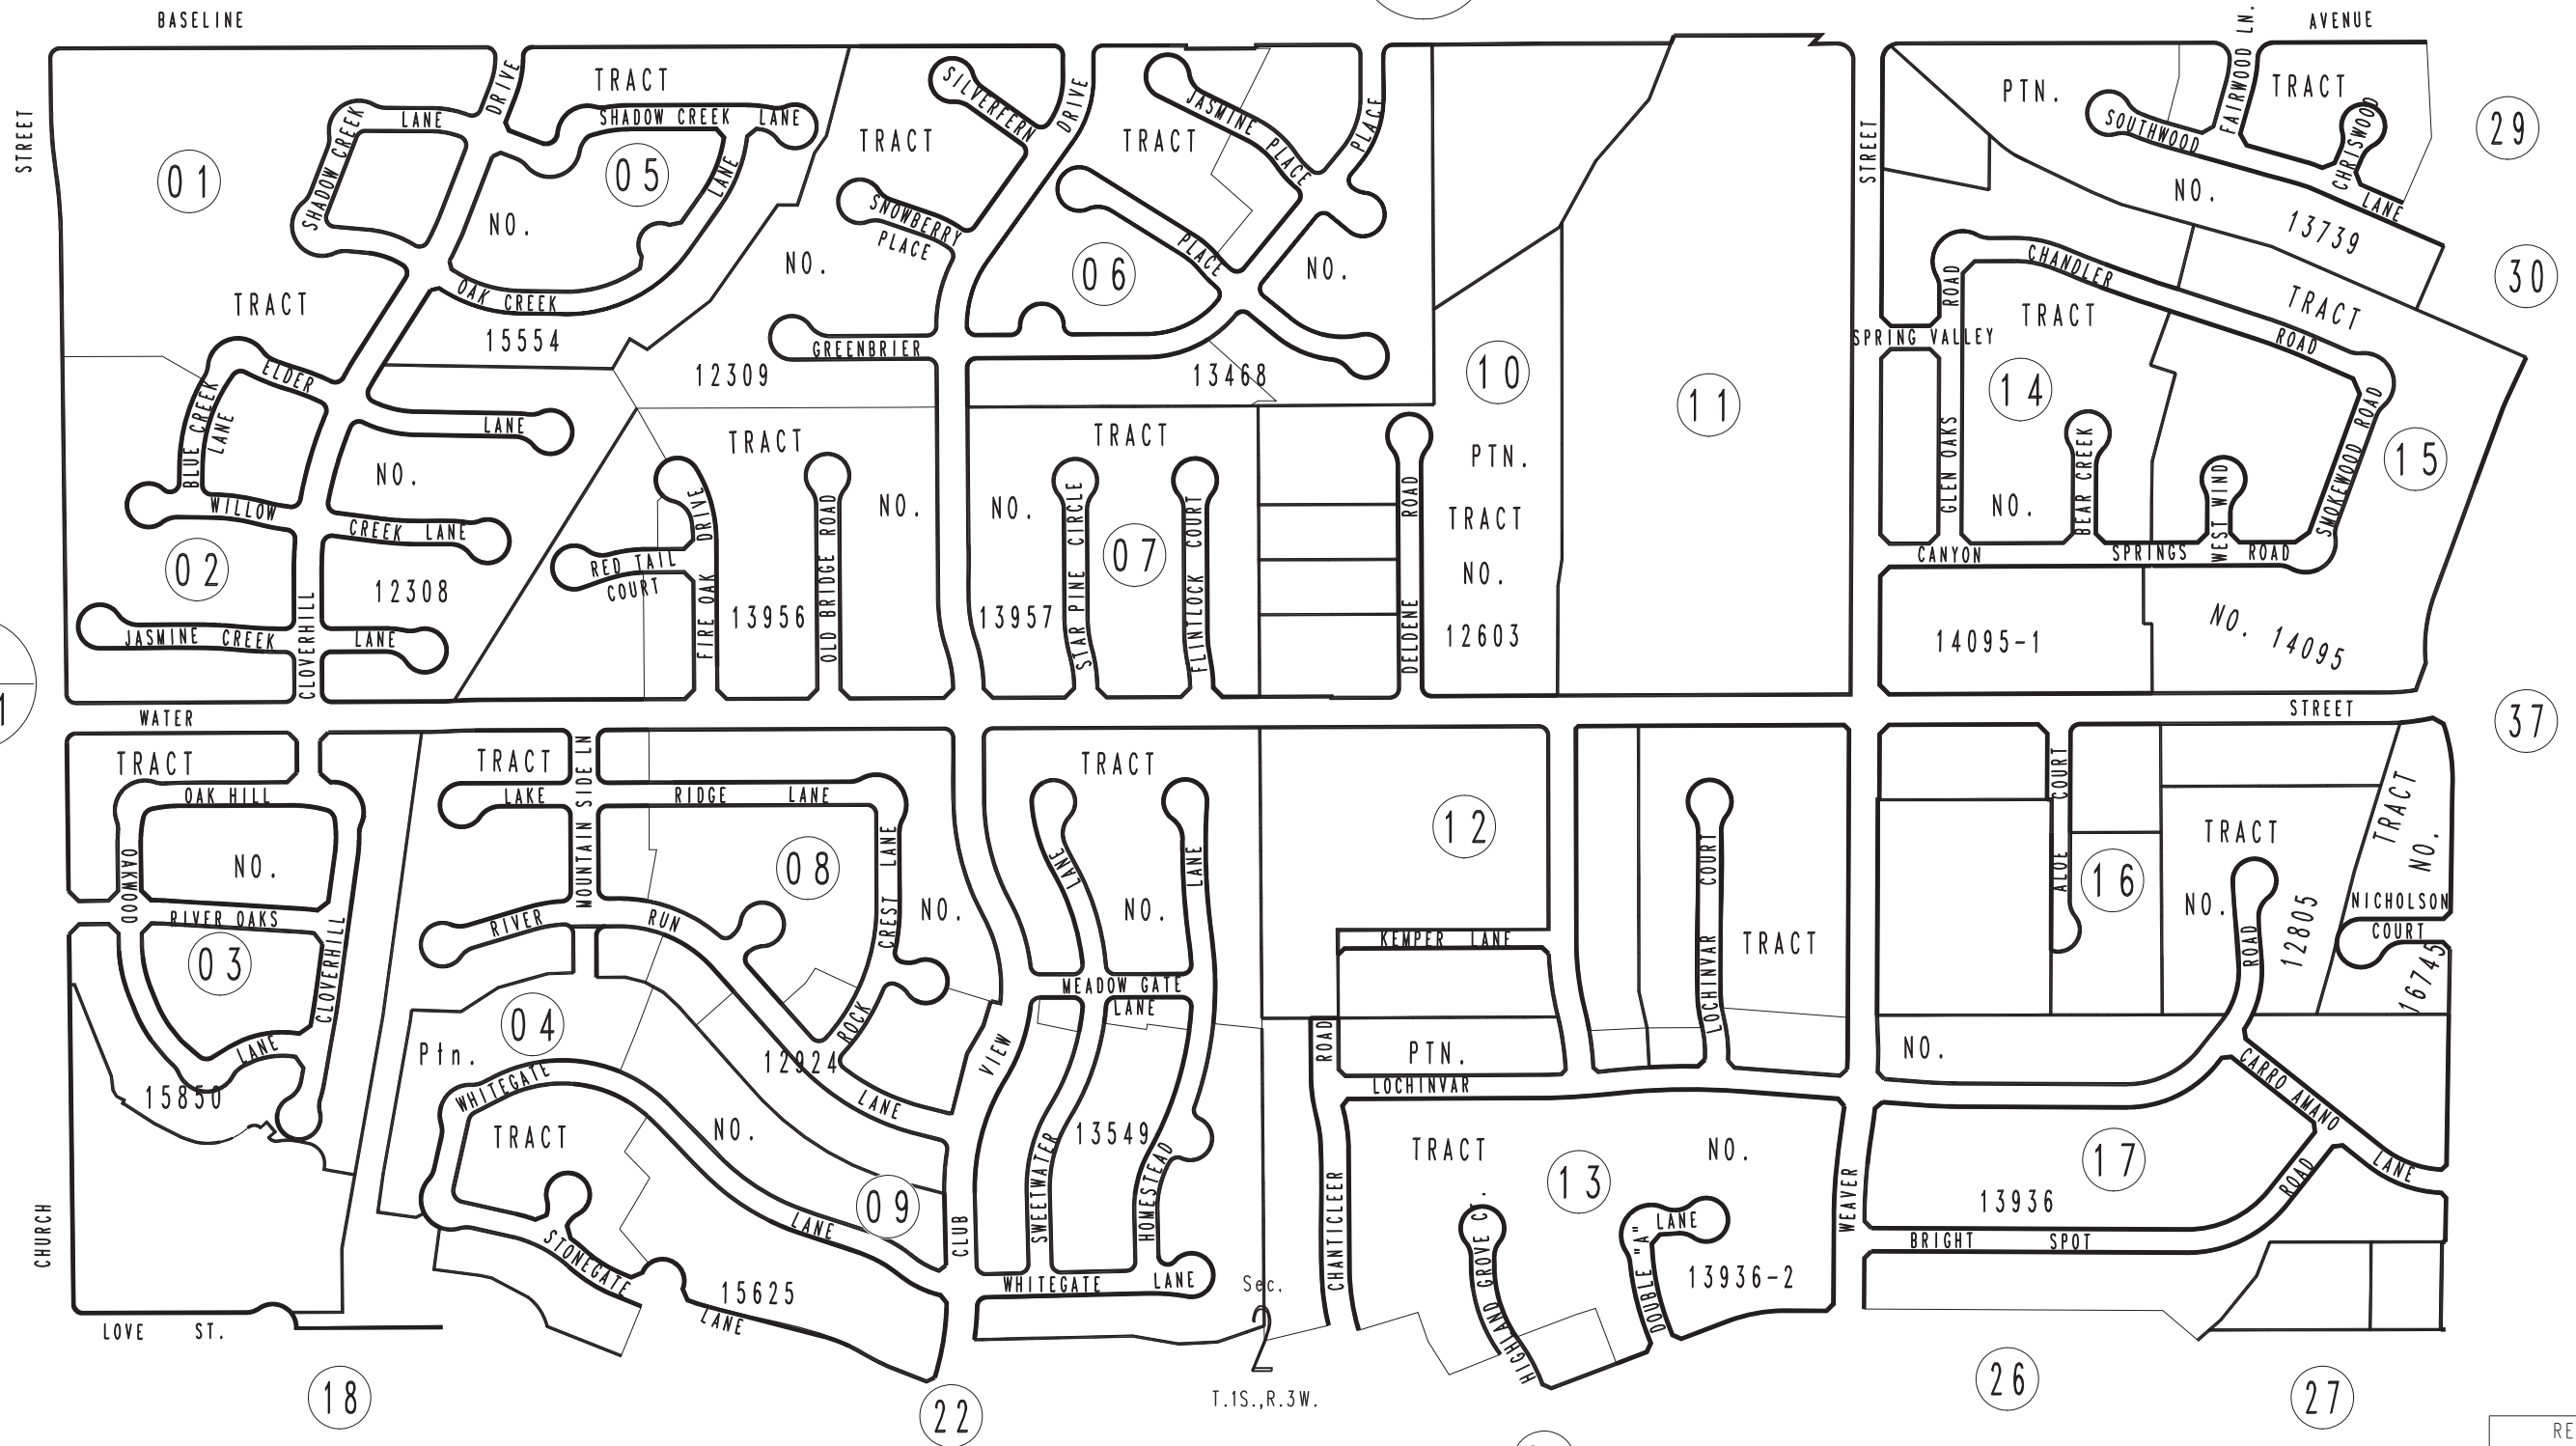 BASELINE
AVENUE
STREET
DRIVE
TRACT
SHADOW CREEK LANE
SHADOW CREEK
LANE
01
05
LANE
NO.
OAK CREEK
15554
TRACT
SILVERFERN
DRIVE
TRACT
SNOWBERRY
PLACE
NO.
GREENBRIER
12309
JASMINE PLACE
PLACE
TRACT
PLACE
06
NO.
13468
STREET
PTN.
FAIRWOOD LN.
TRACT
SOUTHWOOD
CHRISWOOD
LANE
NO.
13739
29
30
CHANDLER
ROAD
TRACT
TRACT
ROAD
SPRING VALLEY
14
10
11
TRACT
ELDER
LANE
BLUE CREEK
LANE
NO.
WILLOW
CREEK LANE
02
12308
JASMINE CREEK
LANE
CLOVERHILL
TRACT
DRIVE
FIRE OAK
RED TAIL
COURT
13956
OLD BRIDGE ROAD
NO.
TRACT
NO.
STAR PINE CIRCLE
07
FLINTLOCK COURT
13957
PTN.
ROAD
TRACT
NO.
DELDENE
12603
GLEN OAKS
NO.
BEAR CREEK
WEST WIND
SMOKEWOOD ROAD
15
CANYON
SPRINGS
ROAD
14095-1
NO. 14095
WATER
STREET
37
1
TRACT
OAK HILL
OAKWOOD
NO.
RIVER OAKS
03
CLOVERHILL
LANE
15850
TRACT
MOUNTAIN SIDE LN
LAKE
RIDGE
LANE
08
CREST LANE
NO.
RIVER
RUN
04
Ptn.
ROCK
12924
LANE
VIEW
TRACT
LANE
LANE
NO.
MEADOW GATE
LANE
13549
SWEETWATER
HOMESTEAD
12
KEMPER LANE
ROAD
PTN.
LOCHINVAR
COURT
LOCHINVAR
TRACT
COURT
ALOE
16
TRACT
NO.
12805
ROAD
TRACT
NO.
NICHOLSON
COURT
16745
NO.
CARRO AMANO
LANE
WHITEGATE
TRACT
NO.
LANE
09
STONEGATE
15625
LANE
CLUB
WHITEGATE
LANE
Sec.
2
T.1S.,R.3W.
CHANTICLEER
TRACT
NO.
13
HIGHLAND GROVE CT.
DOUBLE "A"
LANE
13936-2
WEAVER
17
13936
ROAD
BRIGHT
SPOT
CHURCH
LOVE ST.
18
22
26
27
RE